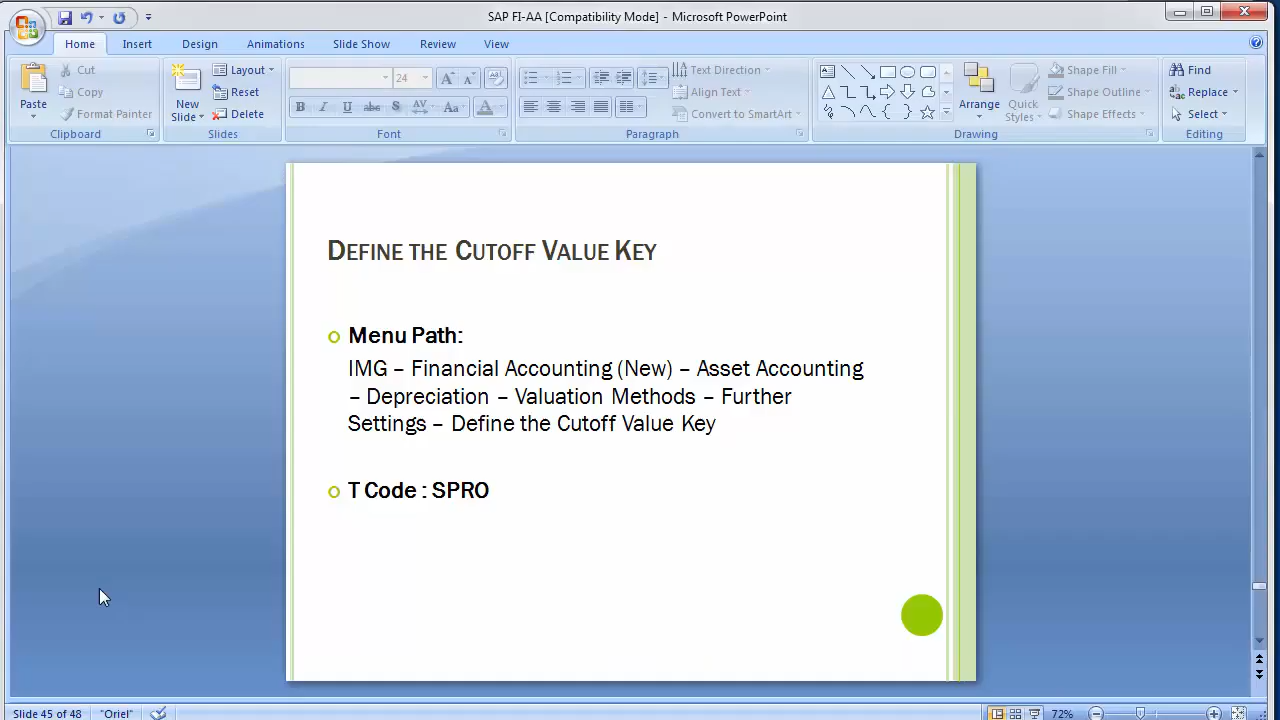 SAP FI-AA [Compatibility Mode] - Microsoft PowerPoint
Home Insert Design Animations Slide Show Review View
Paste
Cut
Copy
Format Painter
Clipboard
New Slide
Layout
Reset
Delete
Slides
24
B I U abc S AV Aa A
Font
Text Direction
Align Text
Convert to SmartArt
Paragraph
Arrange
Quick Styles
Shape Fill
Shape Outline
Shape Effects
Drawing
Find
Replace
Select
Editing
DEFINE THE CUTOFF VALUE KEY
Menu Path:
IMG – Financial Accounting (New) – Asset Accounting
– Depreciation – Valuation Methods – Further
Settings – Define the Cutoff Value Key
T Code : SPRO
Slide 45 of 48 "Oriel" 72%